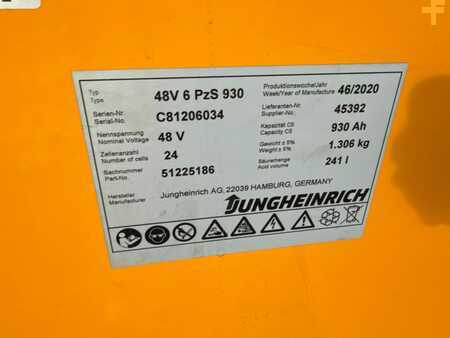 Typ
Type
48V 6 PzS 930
Produktionswoche/Jahr
Week/Year of Manufacture
46/2020
Serien-Nr.
Serial-No.
C81206034
Lieferanten-Nr.
Supplier-No.
45392
Nennspannung
Nominal Voltage
48 V
Kapazität C5
Capacity C5
930 Ah
Zellenanzahl
Number of cells
24
Gewicht ± 5%
Weight ± 5%
1.306 kg
Sachnummer
Part-No.
51225186
Säuremenge
Acid volume
241 l
Hersteller
Manufacturer
Jungheinrich AG, 22039 HAMBURG, GERMANY
JUNGHEINRICH